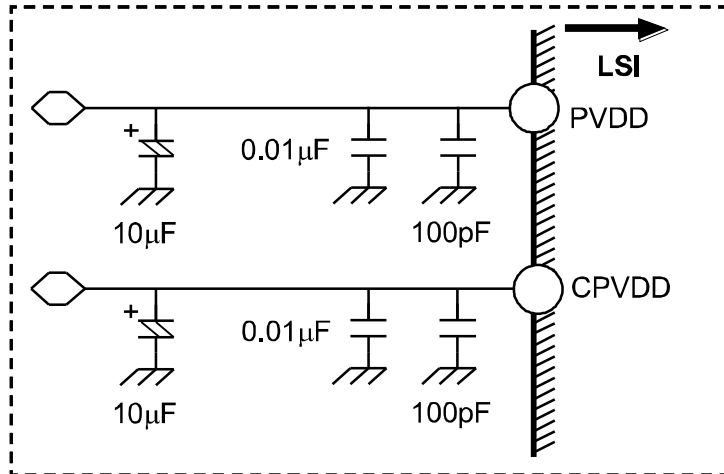 LSI
PVDD
+
0.01μF
10μF
100pF
CPVDD
+
0.01μF
10μF
100pF